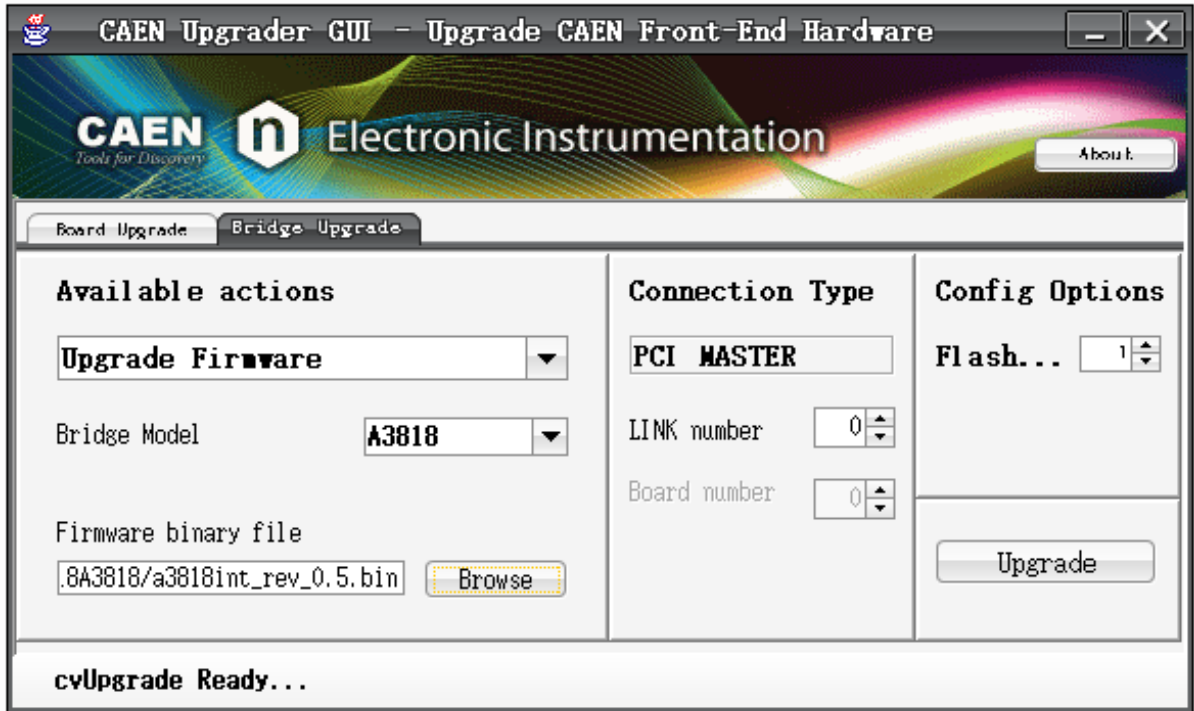 CAEN Upgrader GUI - Upgrade CAEN Front-End Hardware
CAEN n Electronic Instrumentation
Tools for Discovery
About
Board Upgrade Bridge Upgrade
Available actions
Upgrade Firmware
Bridge Model A3818
Firmware binary file
.8A3818/a3818int_rev_0.5.bin Browse
Connection Type
PCI MASTER
LINK number 0
Board number 0
Config Options
Flash... 1
Upgrade
cvUpgrade Ready...